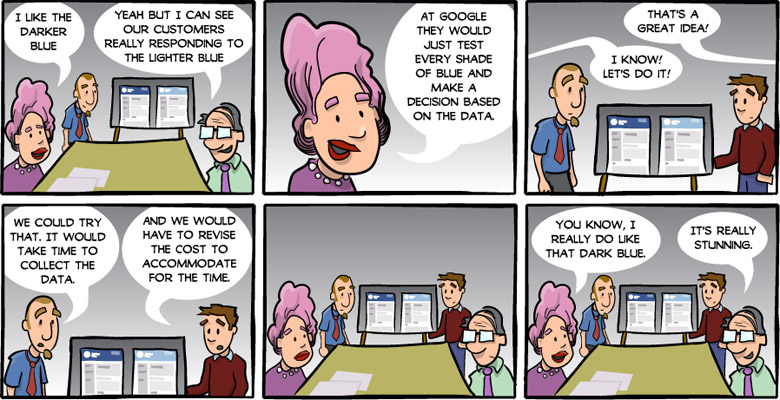 I LIKE THE
DARKER
BLUE
YEAH BUT I CAN SEE
OUR CUSTOMERS
REALLY RESPONDING TO
THE LIGHTER BLUE
AT GOOGLE
THEY WOULD
JUST TEST
EVERY SHADE
OF BLUE AND
MAKE A
DECISION BASED
ON THE DATA.
THAT'S A
GREAT IDEA!
I KNOW!
LET'S DO IT!
WE COULD TRY
THAT. IT WOULD
TAKE TIME TO
COLLECT THE
DATA.
AND WE WOULD
HAVE TO REVISE
THE COST TO
ACCOMMODATE
FOR THE TIME.
YOU KNOW, I
REALLY DO LIKE
THAT DARK BLUE.
IT'S REALLY
STUNNING.